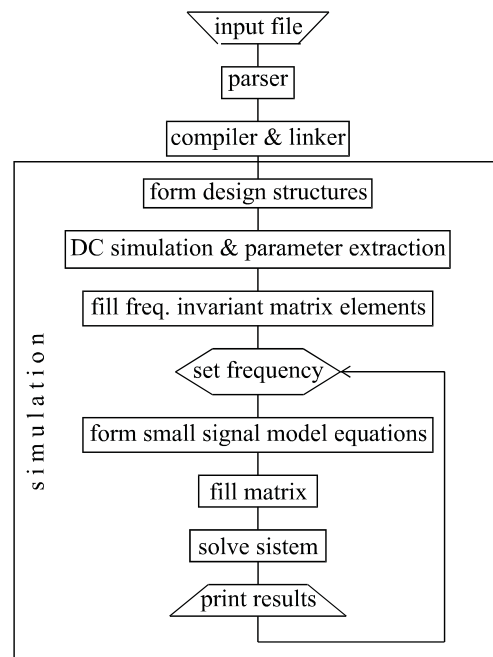 input file
parser
compiler & linker
form design structures
DC simulation & parameter extraction
fill freq. invariant matrix elements
set frequency
form small signal model equations
fill matrix
solve sistem
print results
simulation